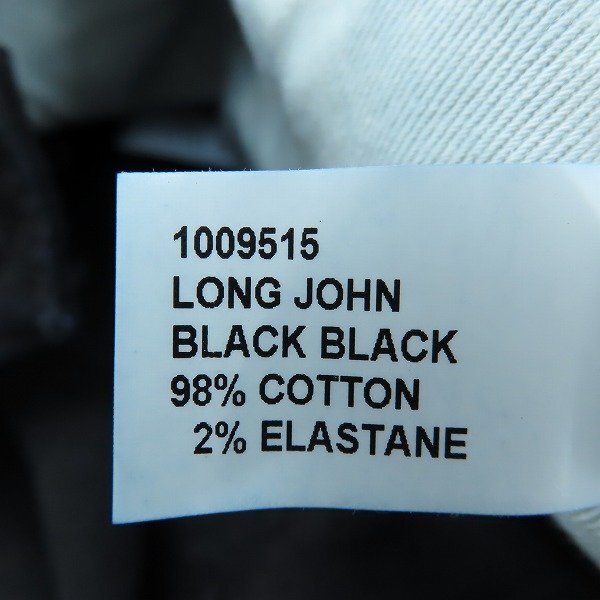 1009515
LONG JOHN
BLACK BLACK
98% COTTON
2% ELASTANE